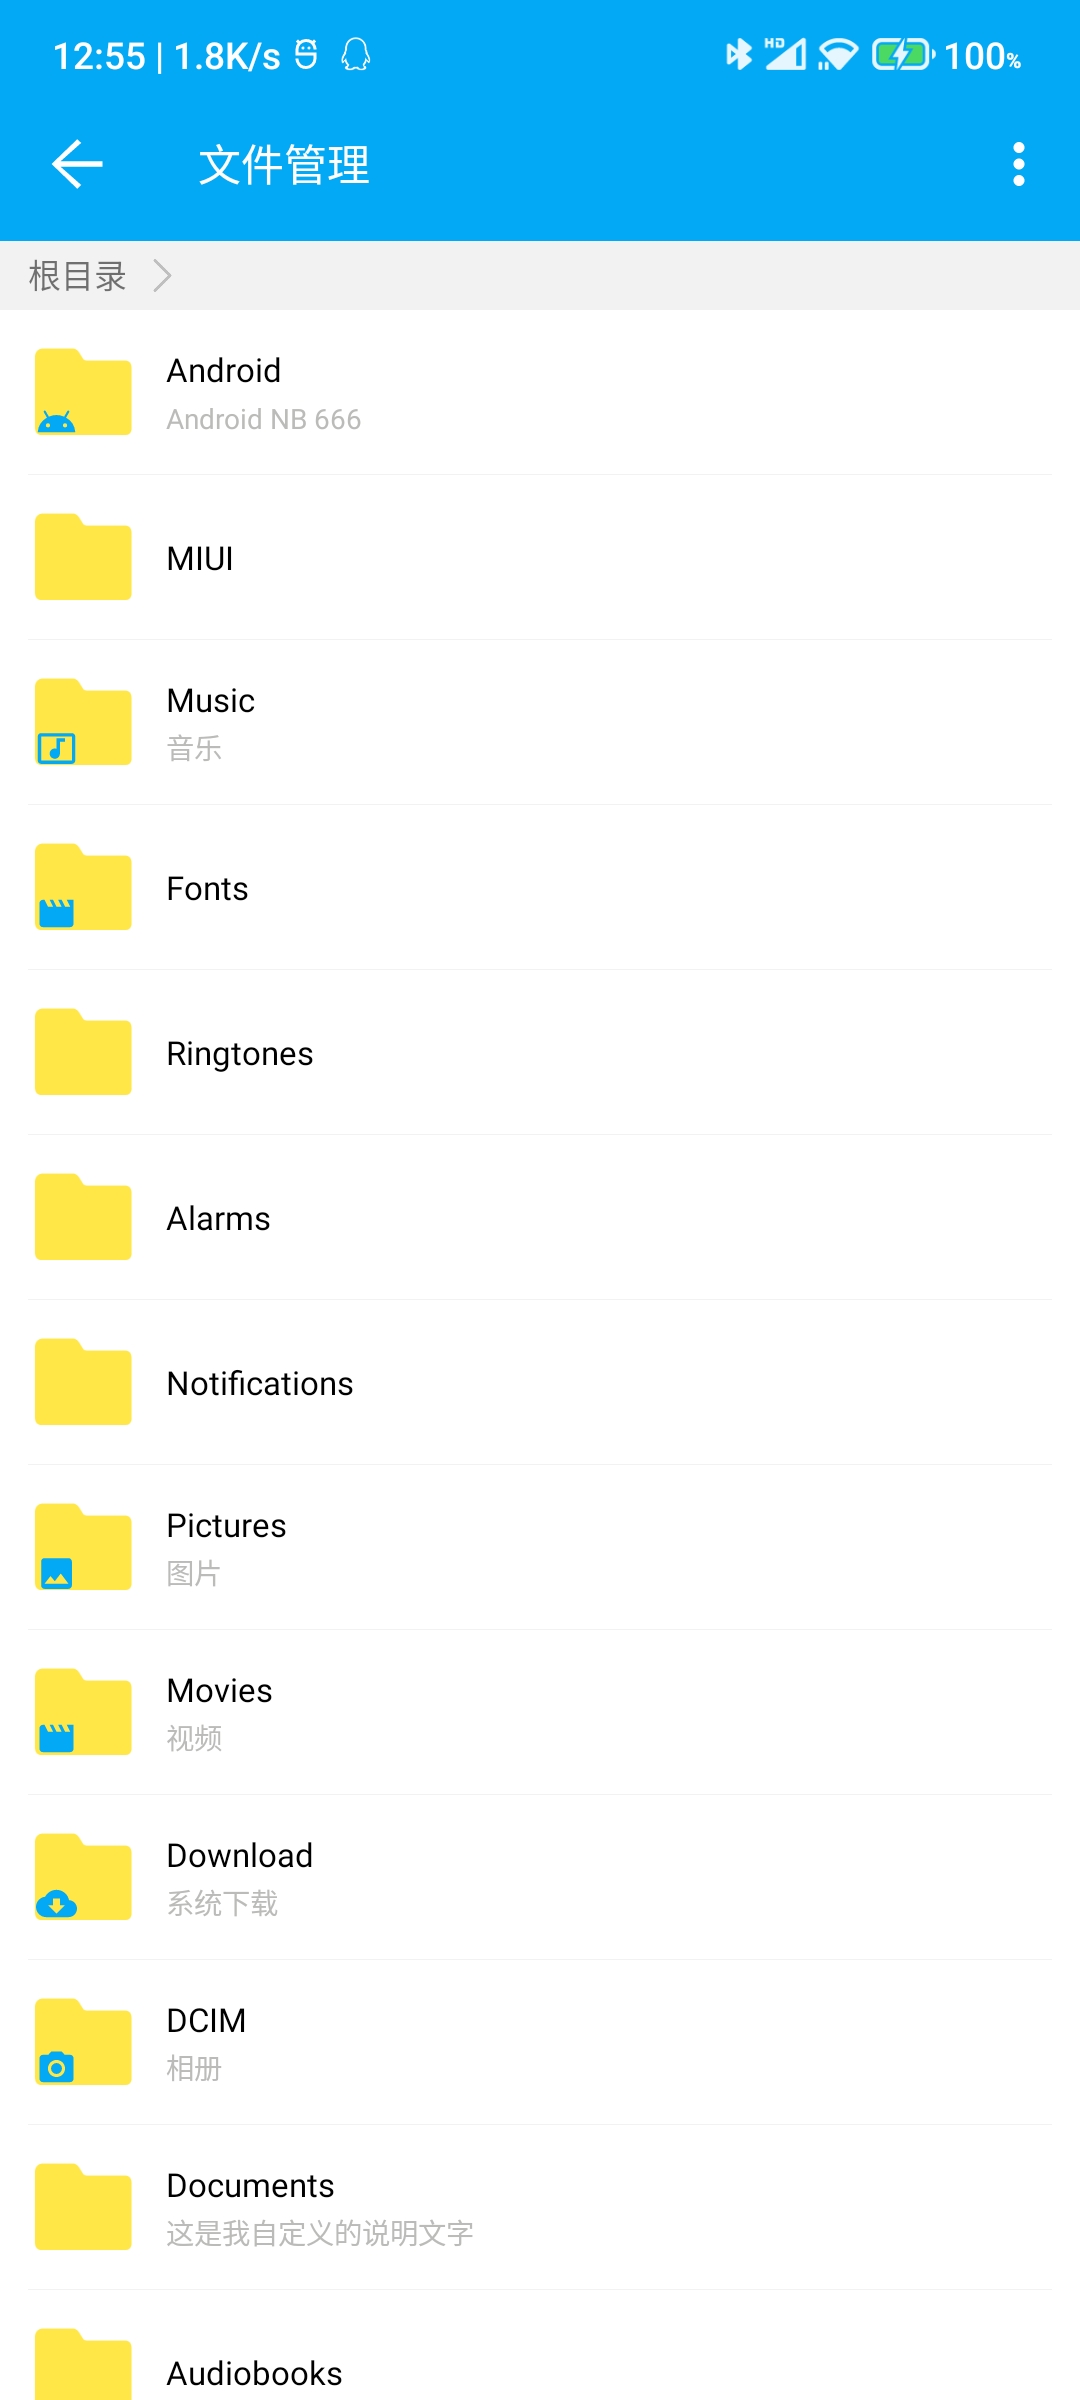 12:55 | 1.8K/s HD 100%
文件管理
根目录
Android
Android NB 666
MIUI
Music
音乐
Fonts
Ringtones
Alarms
Notifications
Pictures
图片
Movies
视频
Download
系统下载
DCIM
相册
Documents
这是我自定义的说明文字
Audiobooks